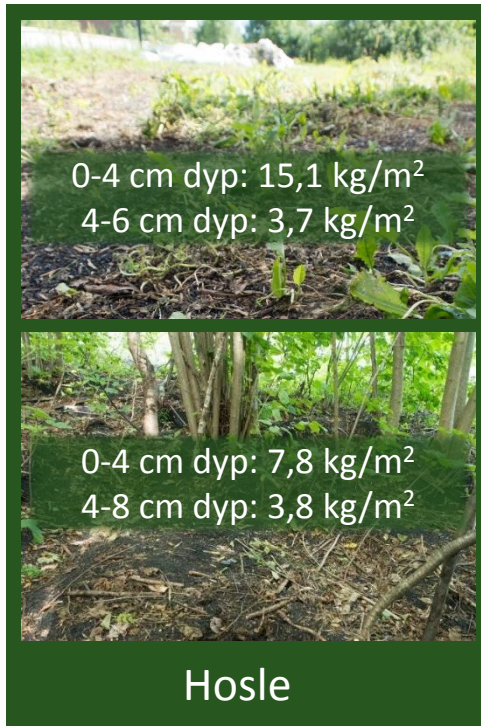 0-4 cm dyp: 15,1 kg/m²
4-6 cm dyp: 3,7 kg/m²
0-4 cm dyp: 7,8 kg/m²
4-8 cm dyp: 3,8 kg/m²
Hosle